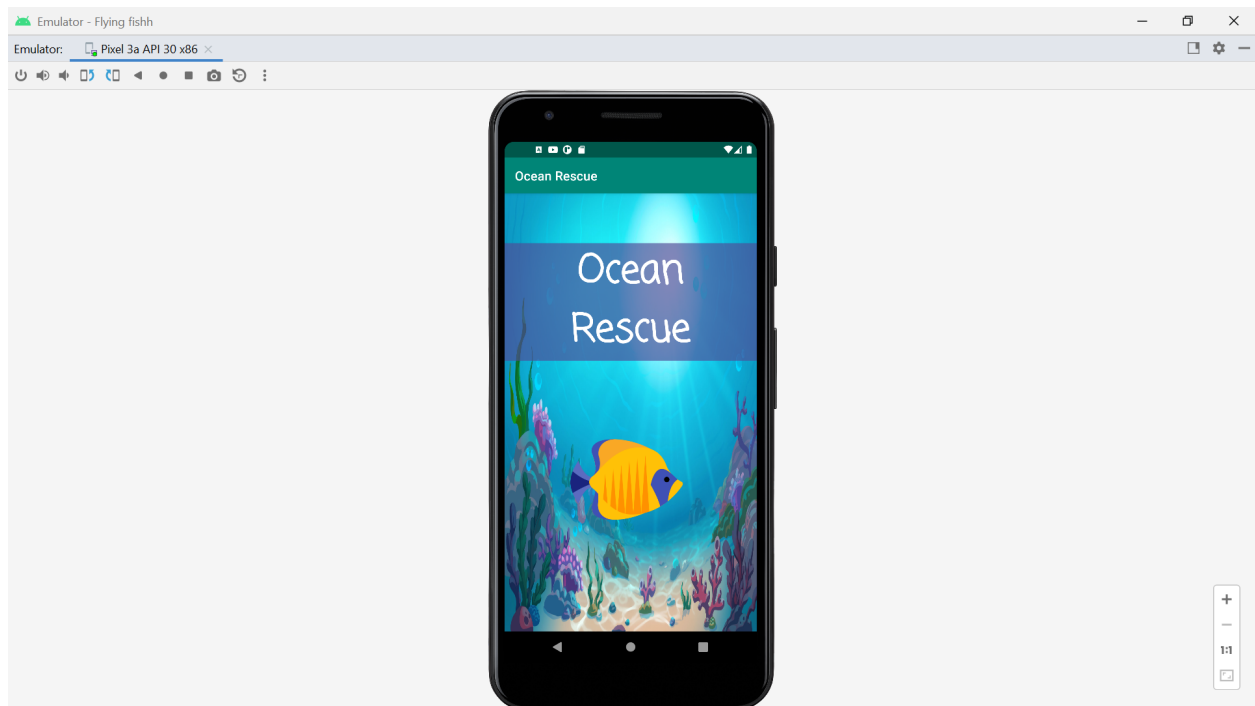 Emulator - Flying fishh
Emulator: Pixel 3a API 30 x86
Ocean Rescue
Ocean
Rescue
1:1